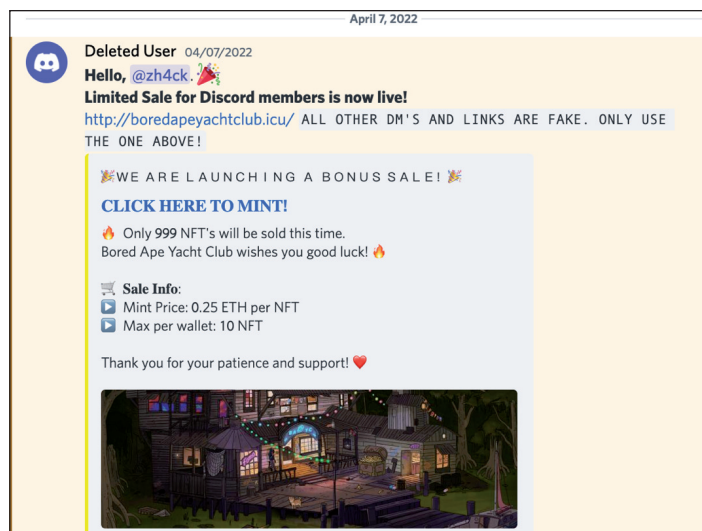 April 7, 2022
Deleted User 04/07/2022
Hello, @zh4ck. 🎉
Limited Sale for Discord members is now live!
http://boredapeyachtclub.icu/ ALL OTHER DM'S AND LINKS ARE FAKE. ONLY USE
THE ONE ABOVE!
🎉WE ARE LAUNCHING A BONUS SALE! 🎉
CLICK HERE TO MINT!
🔥 Only 999 NFT's will be sold this time.
Bored Ape Yacht Club wishes you good luck! 🔥
🛒 Sale Info:
▶️ Mint Price: 0.25 ETH per NFT
▶️ Max per wallet: 10 NFT
Thank you for your patience and support! ❤️